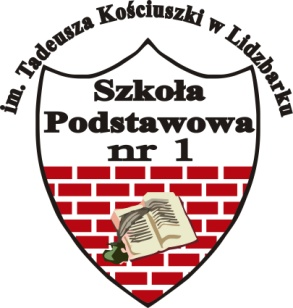 im. Tadeusza Kościuszki w Lidzbarku
Szkoła
Podstawowa
nr 1